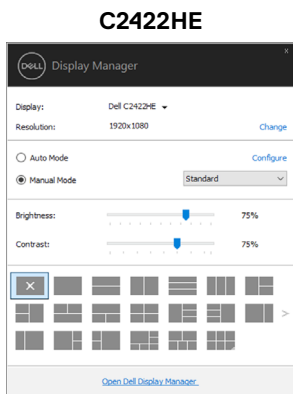 C2422HE
x
DELL Display Manager
Display: Dell C2422HE
Resolution: 1920x1080 Change
Auto Mode Configure
Manual Mode Standard
Brightness: 75%
Contrast: 75%
Open Dell Display Manager